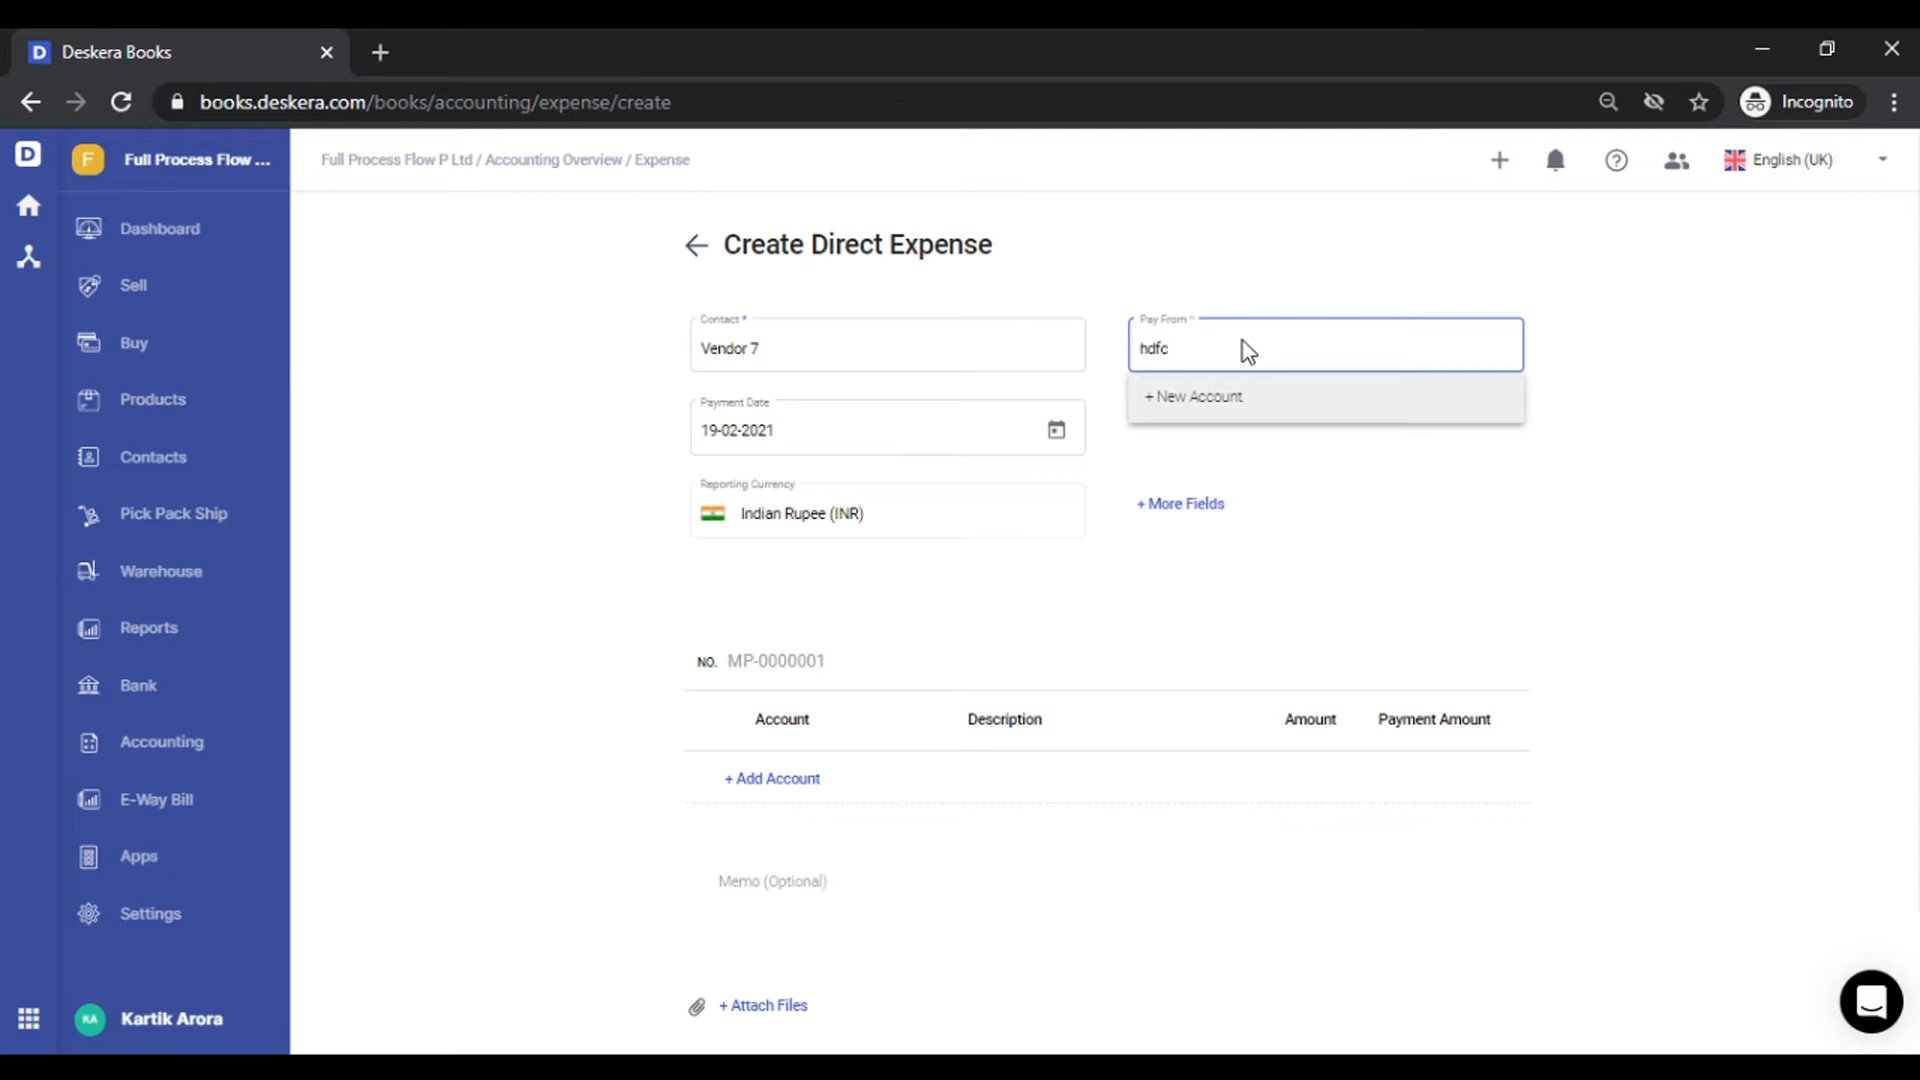 D Deskera Books
books.deskera.com/books/accounting/expense/create
Incognito
D
F Full Process Flow ...
Full Process Flow P Ltd / Accounting Overview / Expense
English (UK)
Dashboard
Sell
Buy
Products
Contacts
Pick Pack Ship
Warehouse
Reports
Bank
Accounting
E-Way Bill
Apps
Settings
KA Kartik Arora
Create Direct Expense
Contact *
Vendor 7
Pay From *
hdfc
+ New Account
Payment Date
19-02-2021
Reporting Currency
Indian Rupee (INR)
+ More Fields
NO. MP-0000001
Account Description Amount Payment Amount
+ Add Account
Memo (Optional)
+ Attach Files